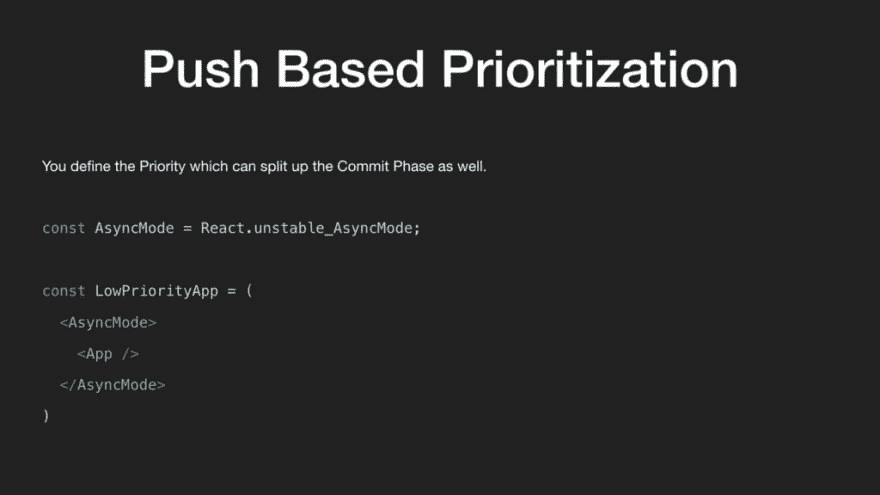 Push Based Prioritization
You define the Priority which can split up the Commit Phase as well.
const AsyncMode = React.unstable_AsyncMode;
const LowPriorityApp = (
<AsyncMode>
<App />
</AsyncMode>
)